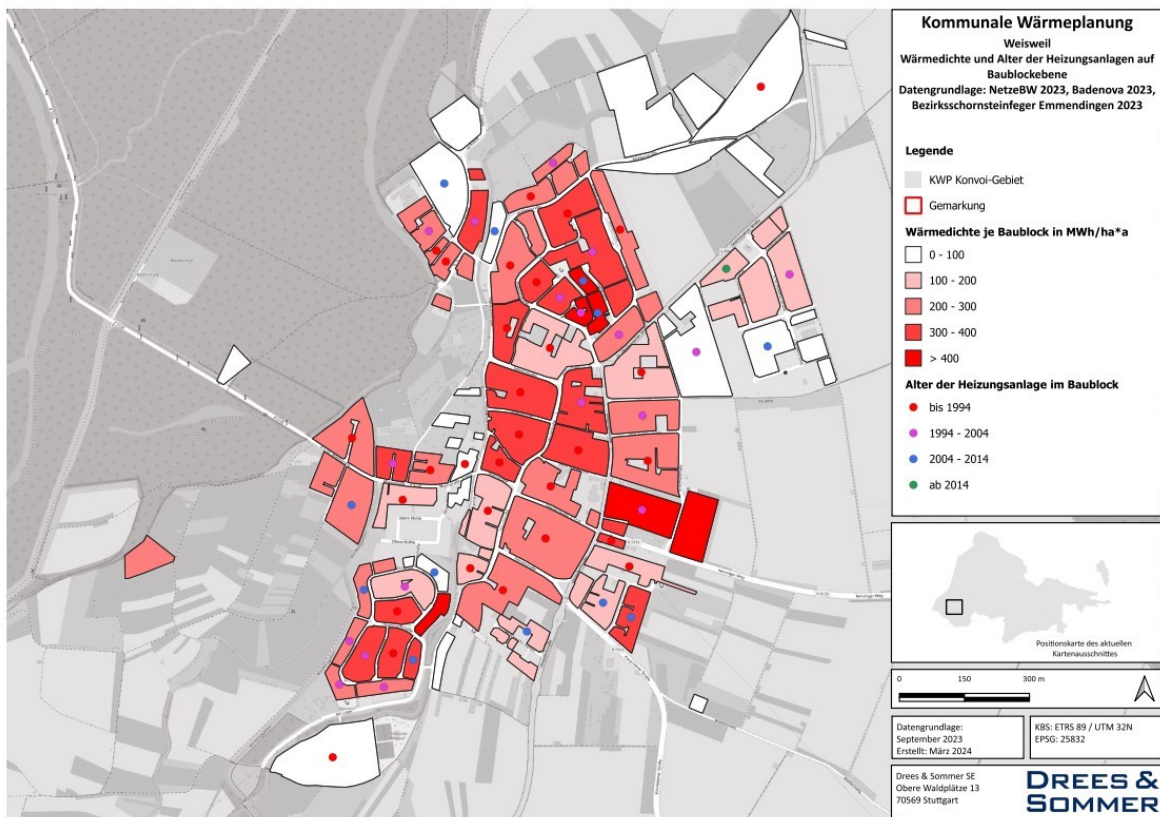 Kommunale Wärmeplanung
Weisweil
Wärmedichte und Alter der Heizungsanlagen auf
Baublockebene
Datengrundlage: NetzeBW 2023, Badenova 2023,
Bezirksschornsteinfeger Emmendingen 2023
Legende
KWP Konvoi-Gebiet
Gemarkung
Wärmedichte je Baublock in MWh/ha*a
0 - 100
100 - 200
200 - 300
300 - 400
> 400
Alter der Heizungsanlage im Baublock
bis 1994
1994 - 2004
2004 - 2014
ab 2014
Positionskarte des aktuellen
Kartenausschnittes
0 150 300 m
Datengrundlage:
September 2023
Erstellt: März 2024
KBS: ETRS 89 / UTM 32N
EPSG: 25832
Drees & Sommer SE
Obere Waldplätze 13
70569 Stuttgart
DREES &
SOMMER